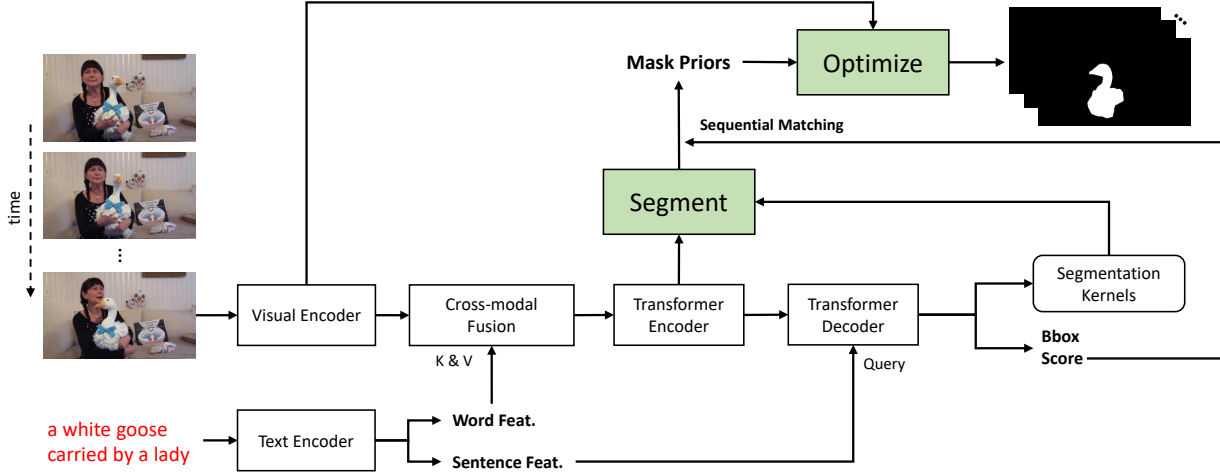 Optimize
Mask Priors
Sequential Matching
time
Segment
...
Segmentation
Kernels
Visual Encoder
Cross-modal
Fusion
Transformer
Encoder
Transformer
Decoder
Bbox
Score
K & V
Query
a white goose
carried by a lady
Text Encoder
Word Feat.
Sentence Feat.